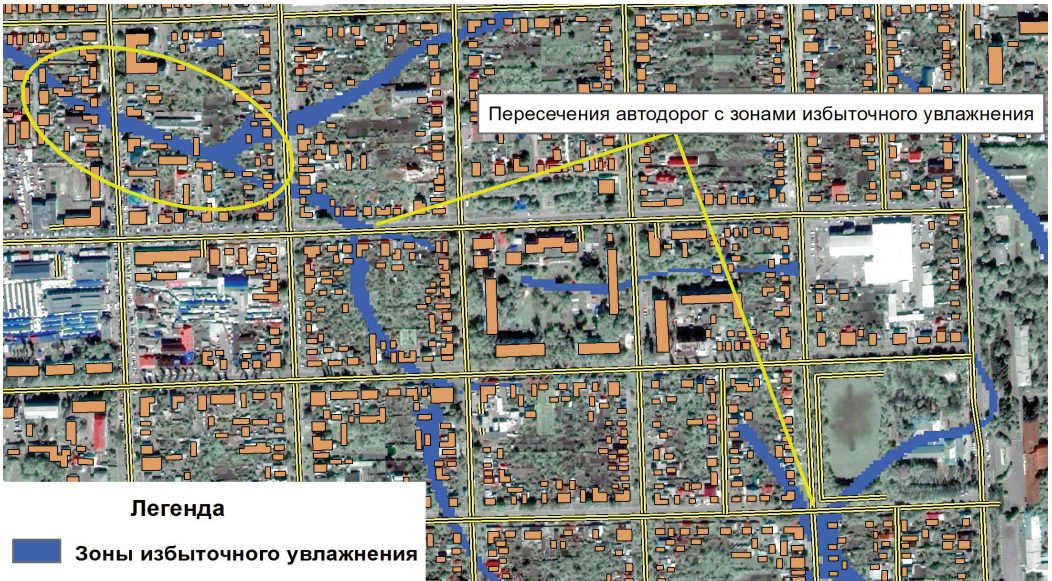 Пересечения автодорог с зонами избыточного увлажнения
Легенда
Зоны избыточного увлажнения